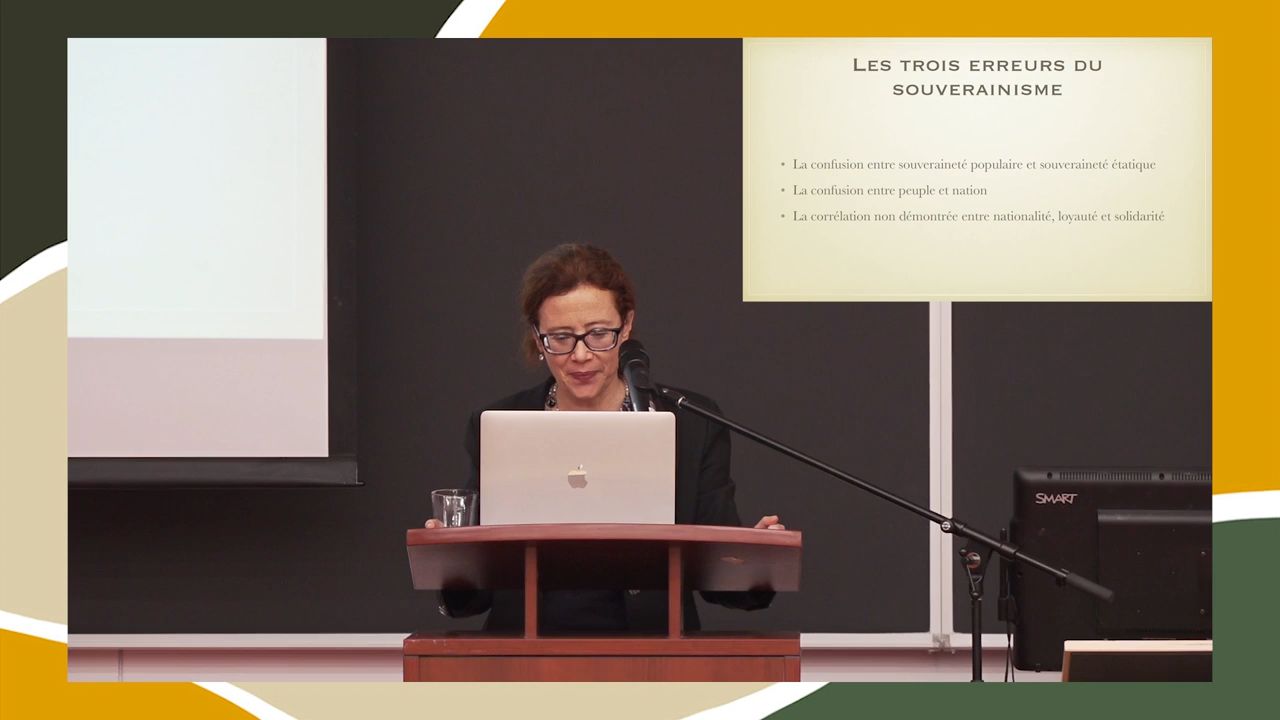 LES TROIS ERREURS DU
SOUVERAINISME
• La confusion entre souveraineté populaire et souveraineté étatique
• La confusion entre peuple et nation
• La corrélation non démontrée entre nationalité, loyauté et solidarité
SMART